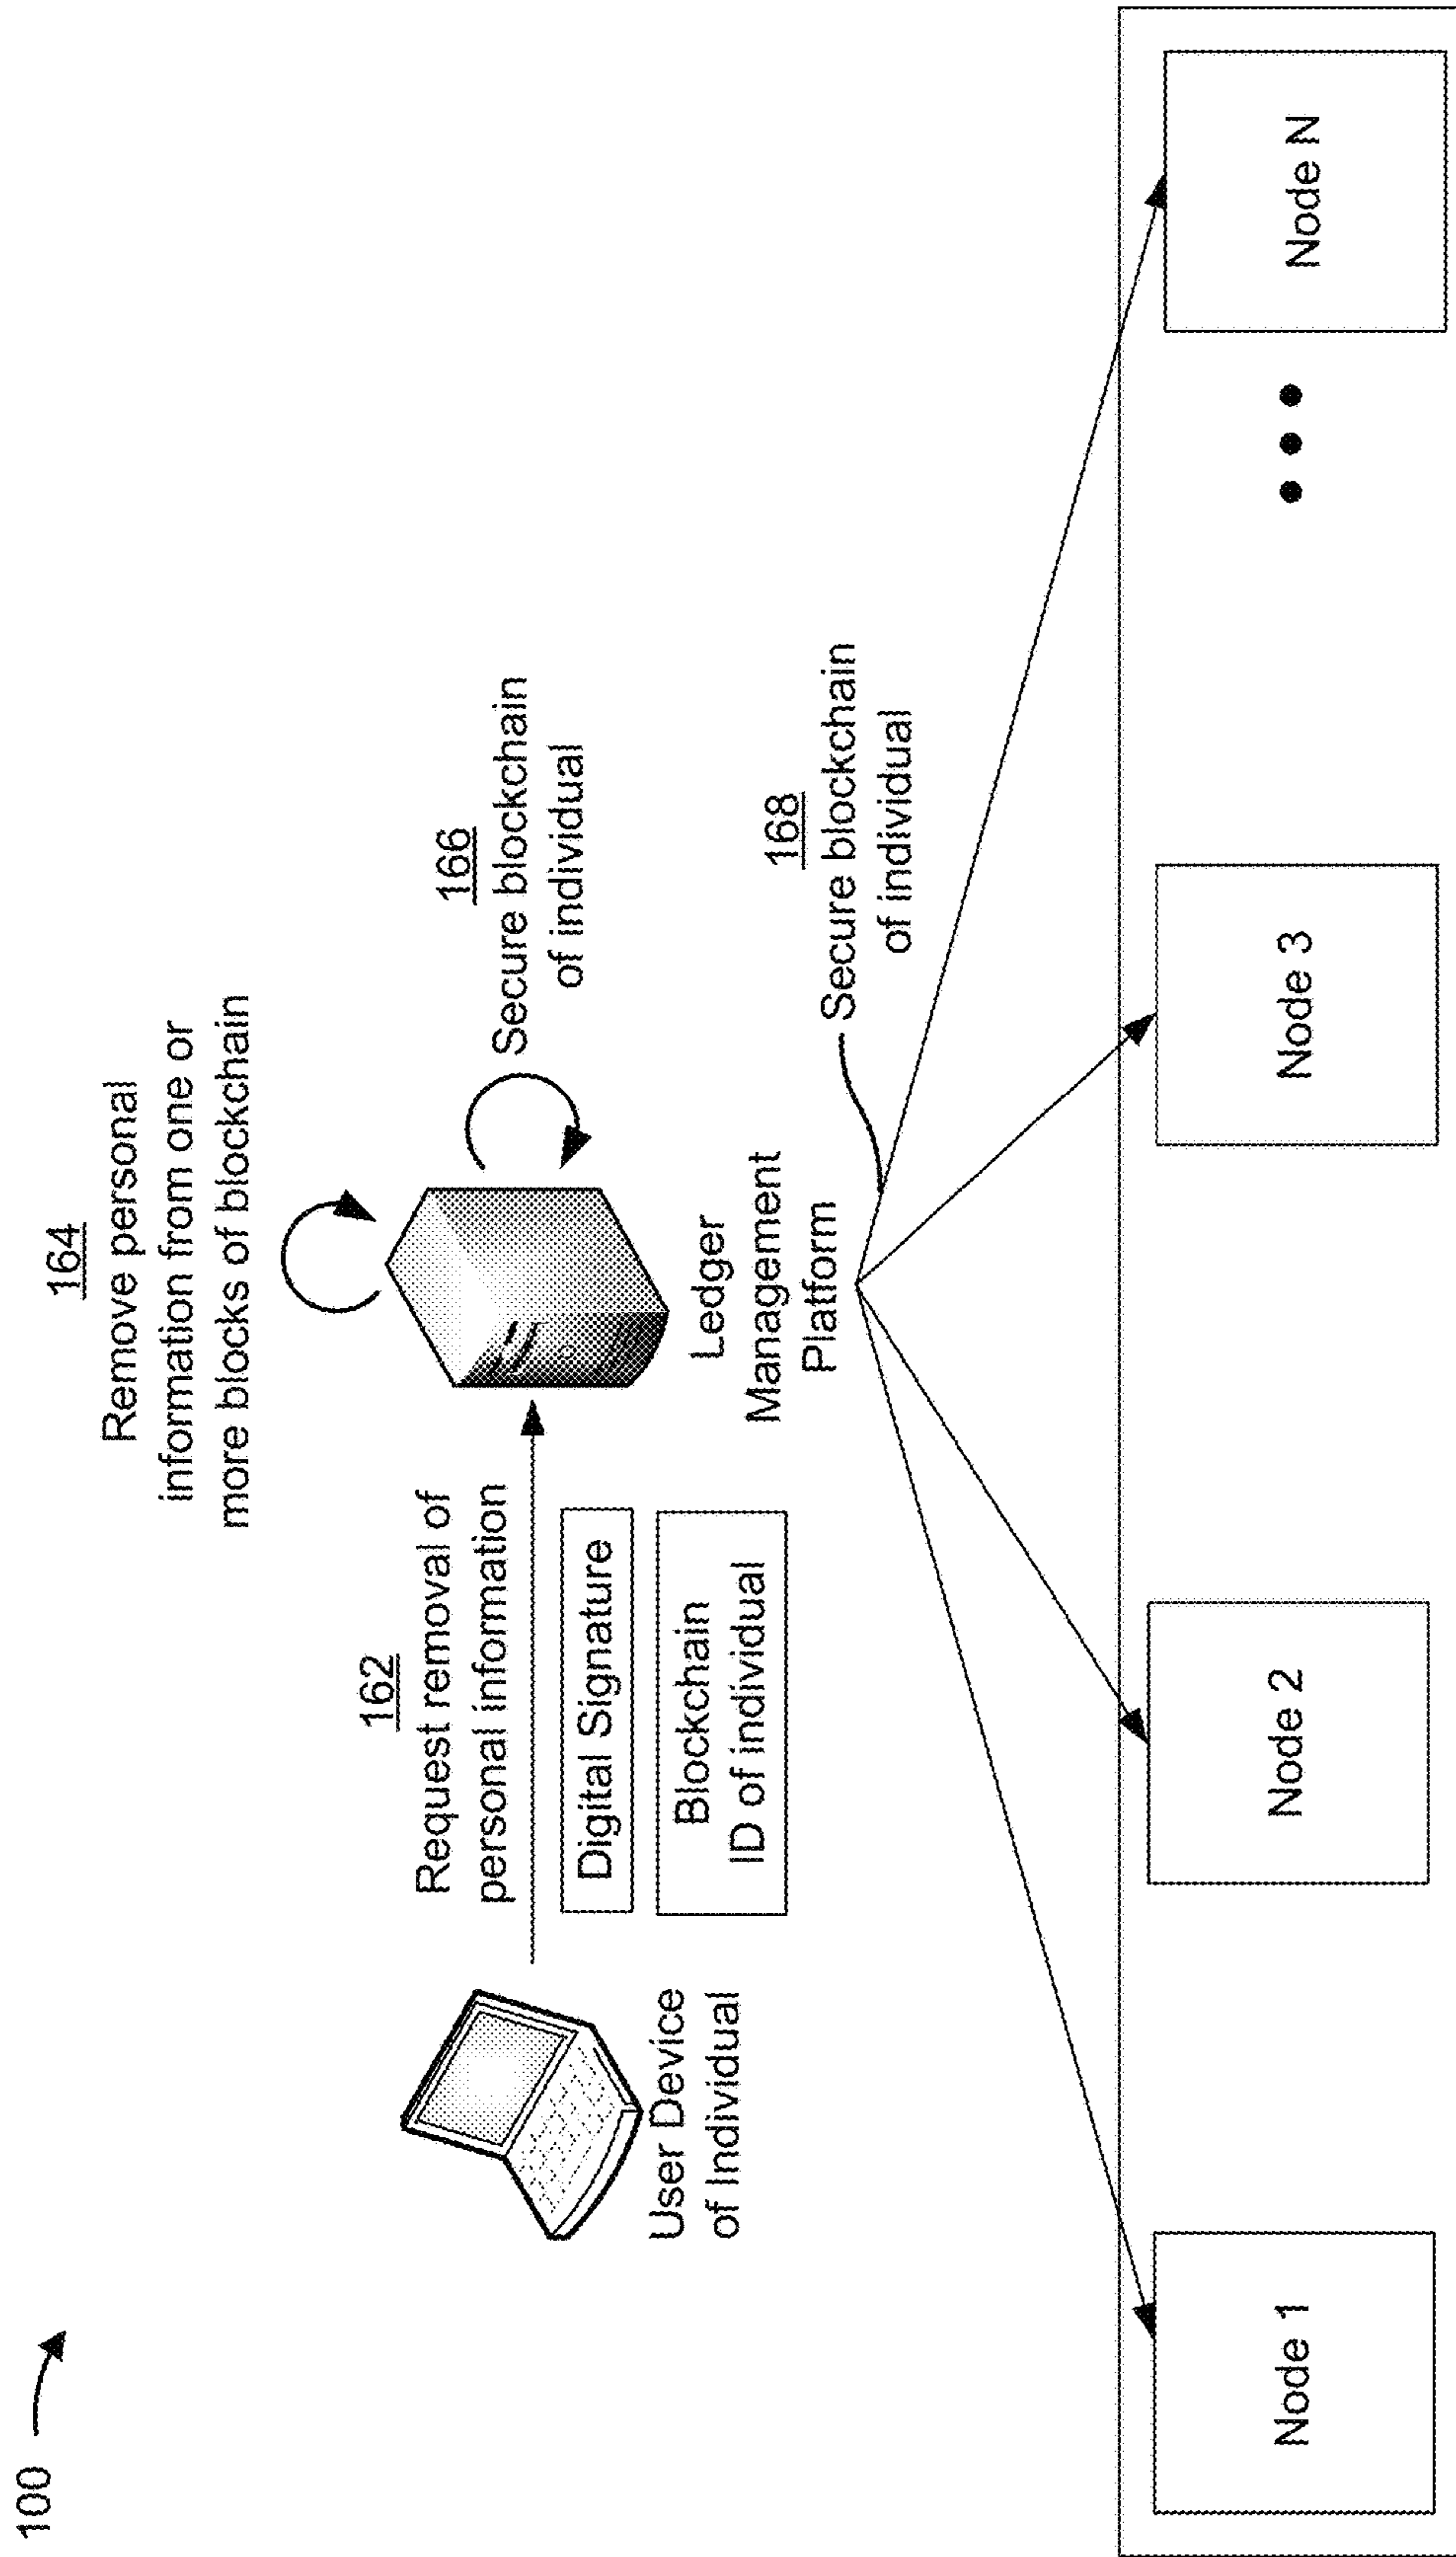 100
164
Remove personal
information from one or
more blocks of blockchain
162
Request removal of
personal information
Digital Signature
Blockchain
ID of individual
166
Secure blockchain
of individual
User Device
of Individual
Ledger
Management
Platform
168
Secure blockchain
of individual
Node 1
Node 2
Node 3
Node N